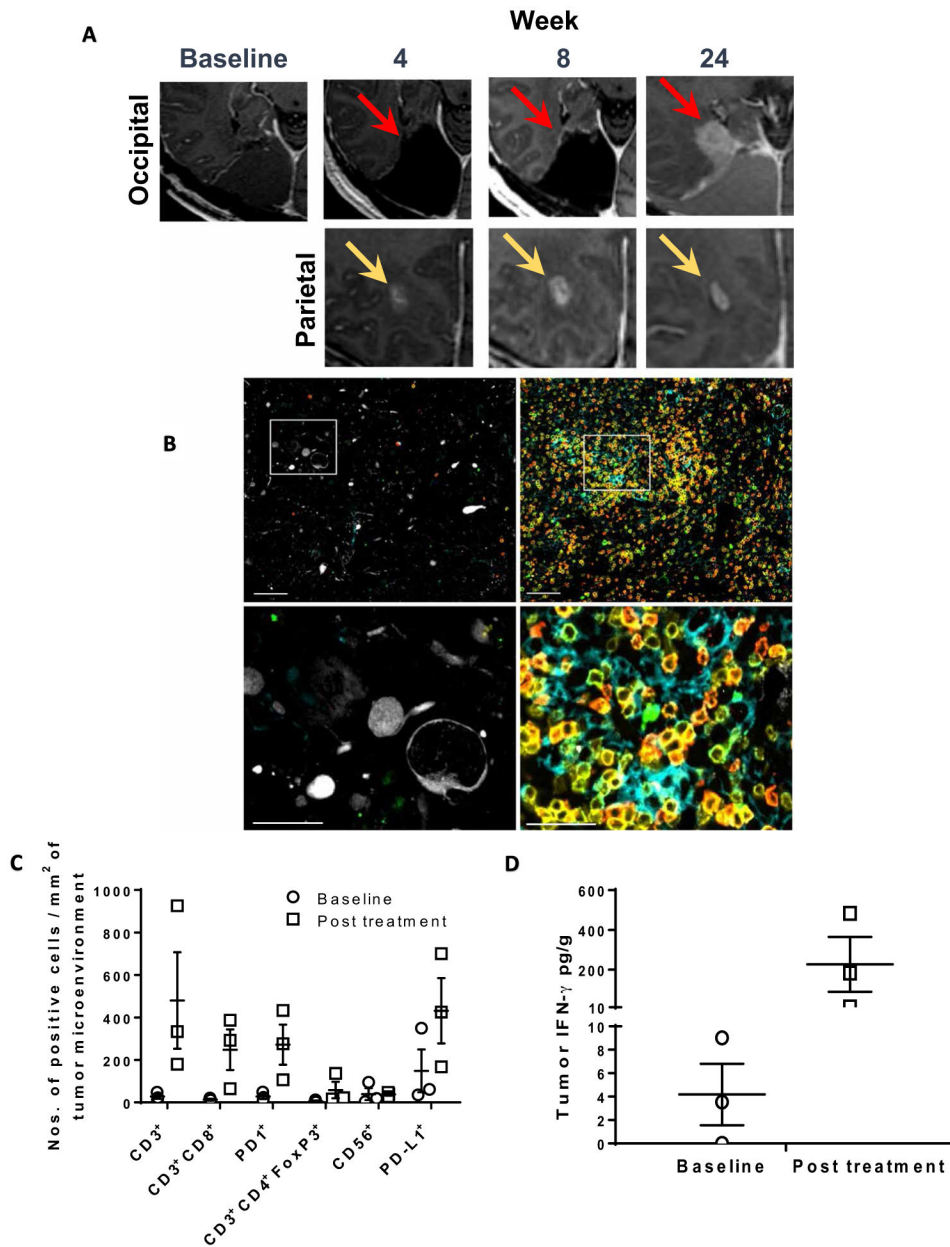 A
Week
Baseline 4 8 24
Occipital
Parietal
B
C
Nos. of positive cells / mm² of
tumor microenvironment
1000
800
600
400
200
0
Baseline
Post treatment
CD3⁺
CD3⁺CD8⁺
PD1⁺
CD3⁺CD4⁺FoxP3⁺
CD56⁺
PD-L1⁺
D
Tumor IFN-γ pg/g
600
400
200
10
10
8
6
4
2
0
Baseline
Post treatment